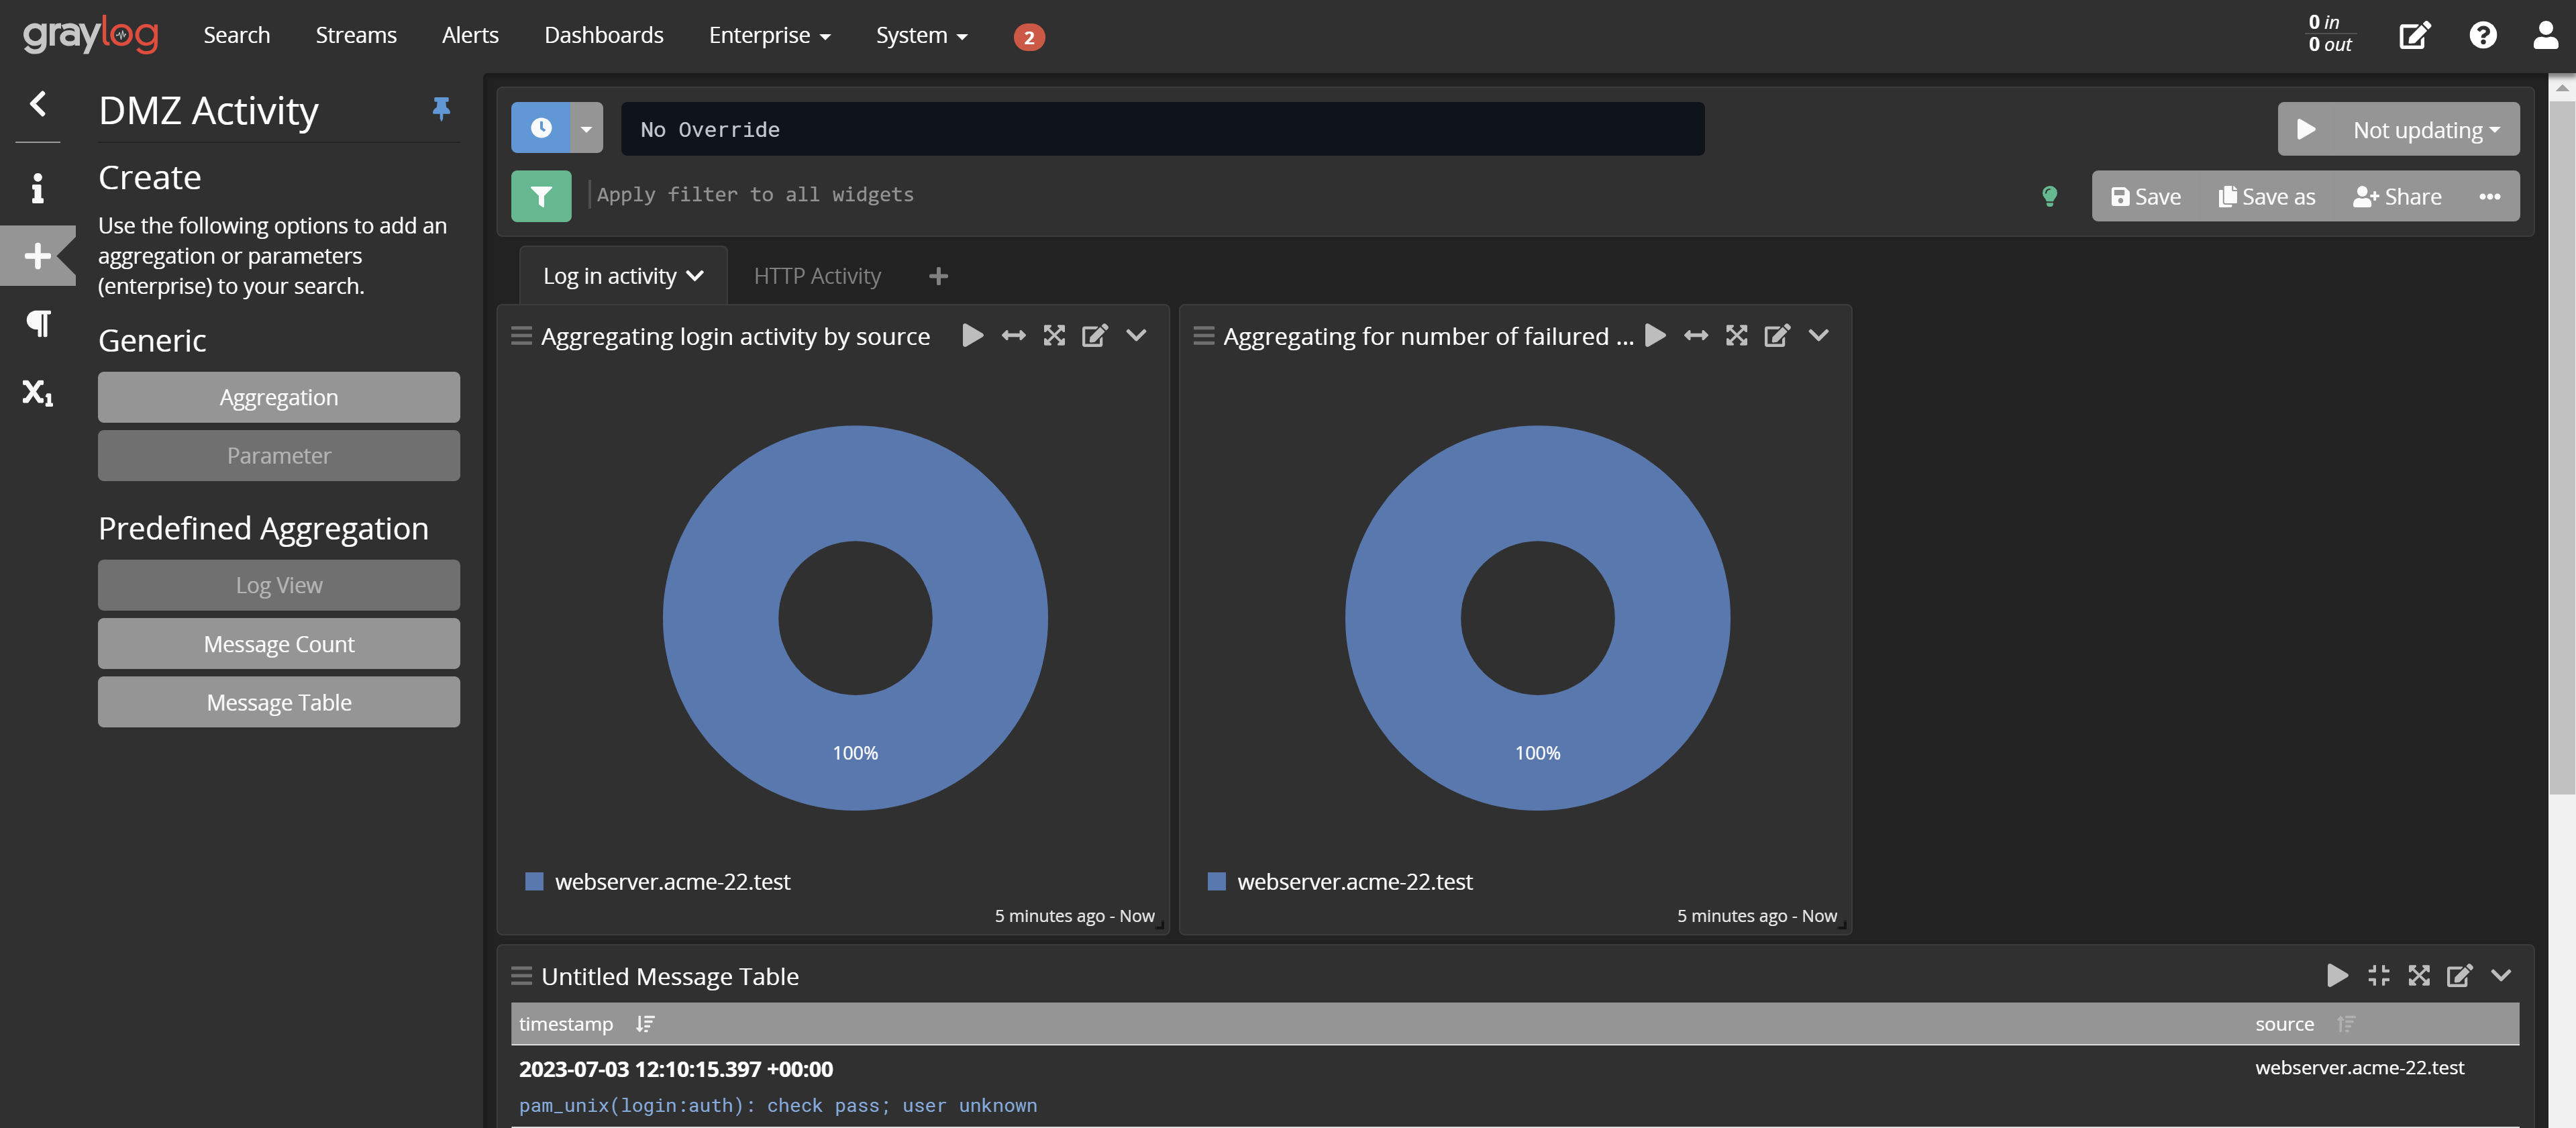 graylog Search Streams Alerts Dashboards Enterprise System 2
0 in
0 out
DMZ Activity
Create
Use the following options to add an
aggregation or parameters
(enterprise) to your search.
Generic
Aggregation
Parameter
Predefined Aggregation
Log View
Message Count
Message Table
No Override
Not updating
Apply filter to all widgets
Save Save as Share
Log in activity HTTP Activity
Aggregating login activity by source
100%
webserver.acme-22.test
5 minutes ago - Now
Aggregating for number of failured ...
100%
webserver.acme-22.test
5 minutes ago - Now
Untitled Message Table
timestamp source
2023-07-03 12:10:15.397 +00:00 webserver.acme-22.test
pam_unix(login:auth): check pass; user unknown